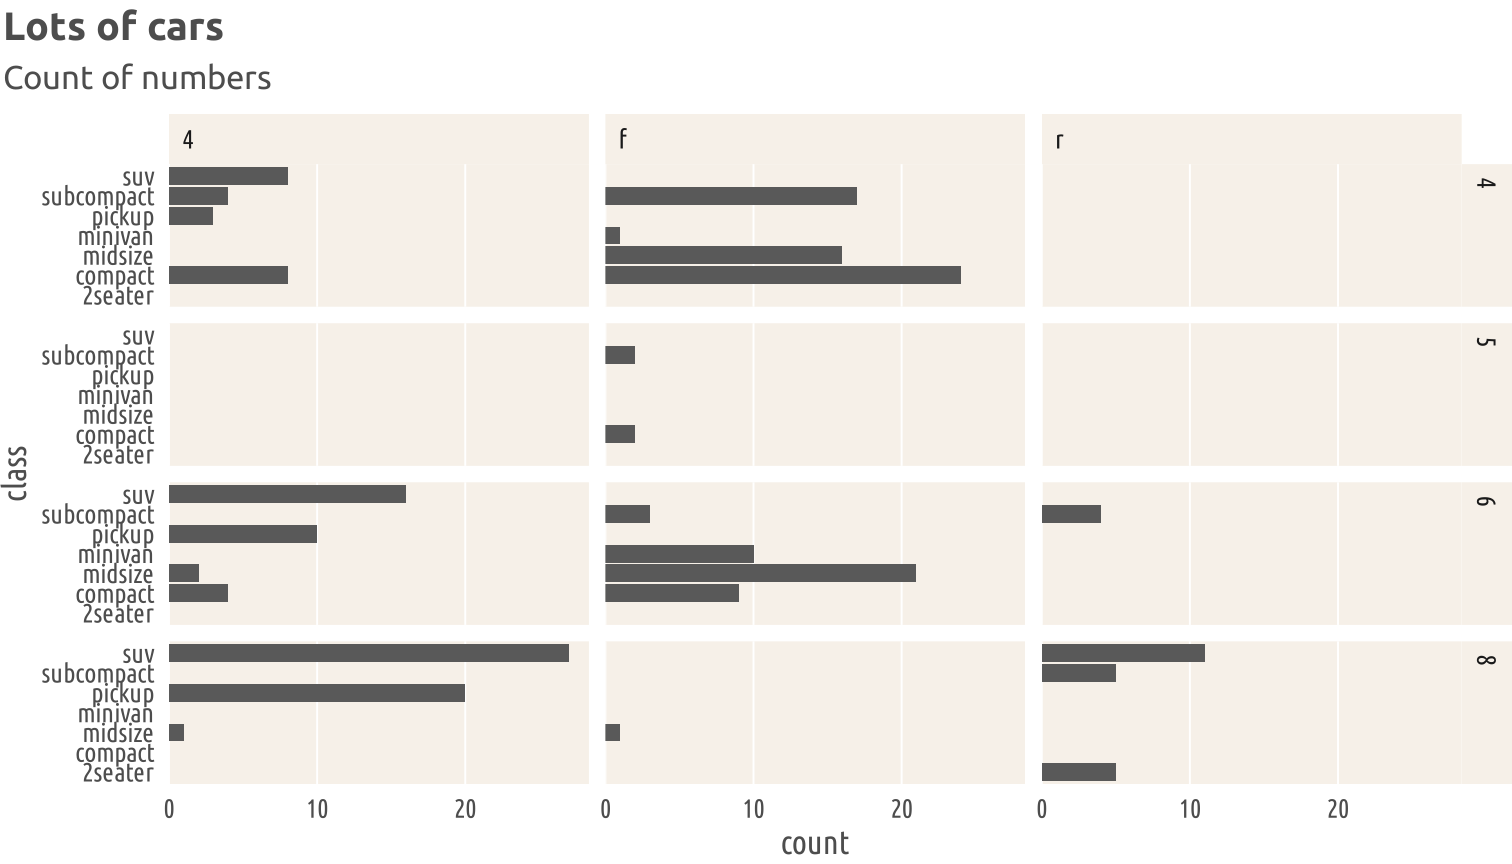 Lots of cars
Count of numbers
4 f r
suv
subcompact
pickup
minivan
midsize
compact
2seater
4
suv
subcompact
pickup
minivan
midsize
compact
2seater
5
suv
subcompact
pickup
minivan
midsize
compact
2seater
6
suv
subcompact
pickup
minivan
midsize
compact
2seater
8
class
0 10 20 0 10 20 0 10 20
count